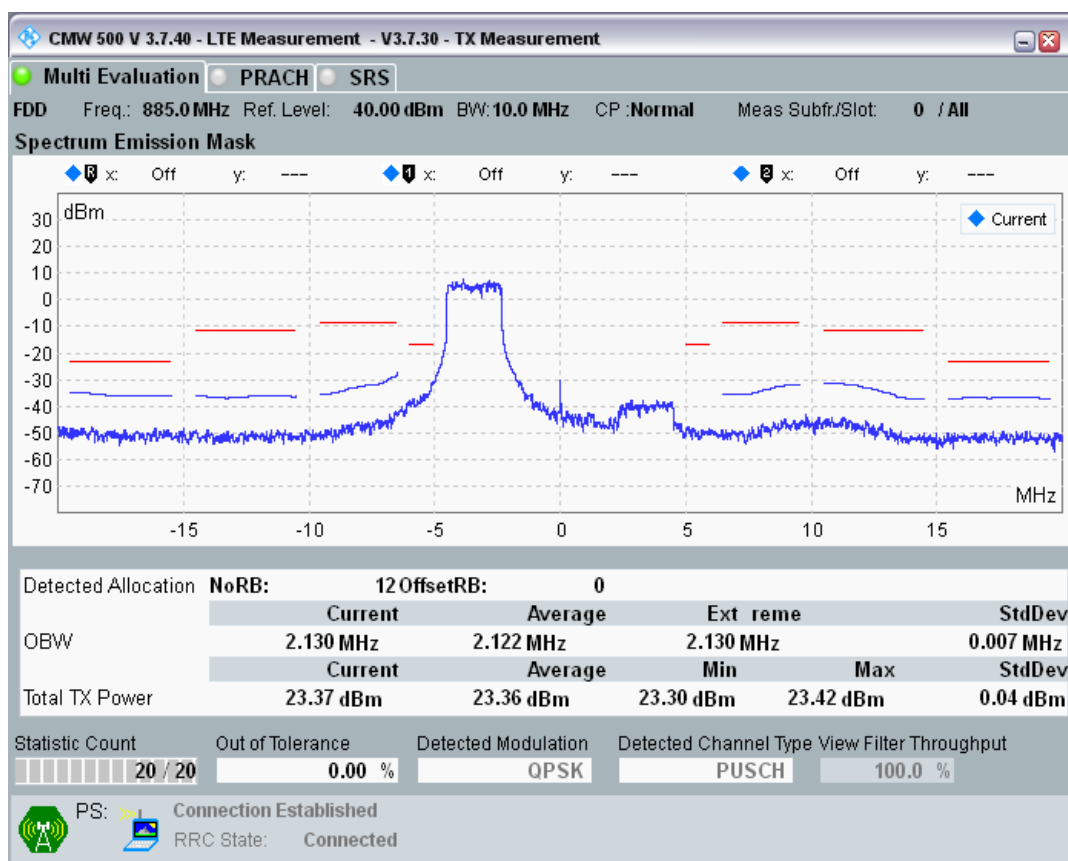 CMW 500 V 3.7.40 - LTE Measurement - V3.7.30 - TX Measurement
Multi Evaluation PRACH SRS
FDD Freq.: 885.0 MHz Ref. Level: 40.00 dBm BW: 10.0 MHz CP :Normal Meas Subfr./Slot: 0 / All
Spectrum Emission Mask
R x: Off y: --- 1 x: Off y: --- 2 x: Off y: ---
dBm
Current
30
20
10
0
-10
-20
-30
-40
-50
-60
-70
MHz
-15 -10 -5 0 5 10 15
Detected Allocation NoRB: 12 OffsetRB: 0
Current Average Ext reme StdDev
OBW 2.130 MHz 2.122 MHz 2.130 MHz 0.007 MHz
Current Average Min Max StdDev
Total TX Power 23.37 dBm 23.36 dBm 23.30 dBm 23.42 dBm 0.04 dBm
Statistic Count Out of Tolerance Detected Modulation Detected Channel Type View Filter Throughput
20 / 20 0.00 % QPSK PUSCH 100.0 %
PS: Connection Established
RRC State: Connected